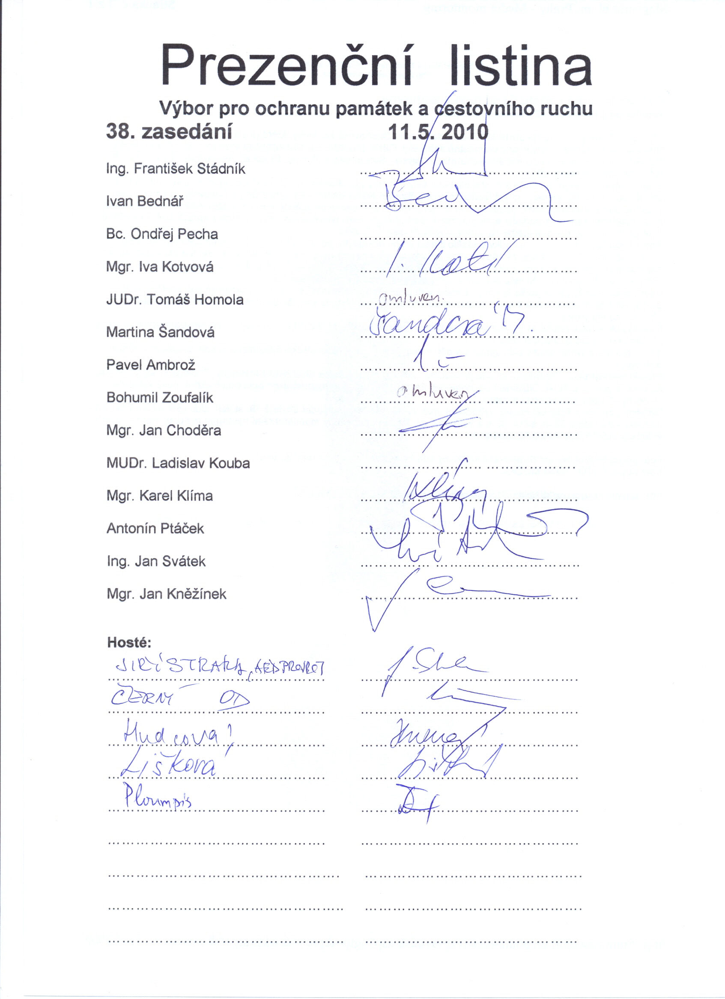 Prezenční listina
Výbor pro ochranu památek a cestovního ruchu
38. zasedání 11.5. 2010
Ing. František Stádník
Ivan Bednář
Bc. Ondřej Pecha
Mgr. Iva Kotvová
JUDr. Tomáš Homola omluven.
Martina Šandová Šandová M.
Pavel Ambrož
Bohumil Zoufalík omluven
Mgr. Jan Choděra
MUDr. Ladislav Kouba
Mgr. Karel Klíma Klíma
Antonín Ptáček
Ing. Jan Svátek
Mgr. Jan Kněžínek
Hosté:
JIŘÍ STRAKA,
ČERNÝ OD
Hudcová
Lišková
Ploumpis